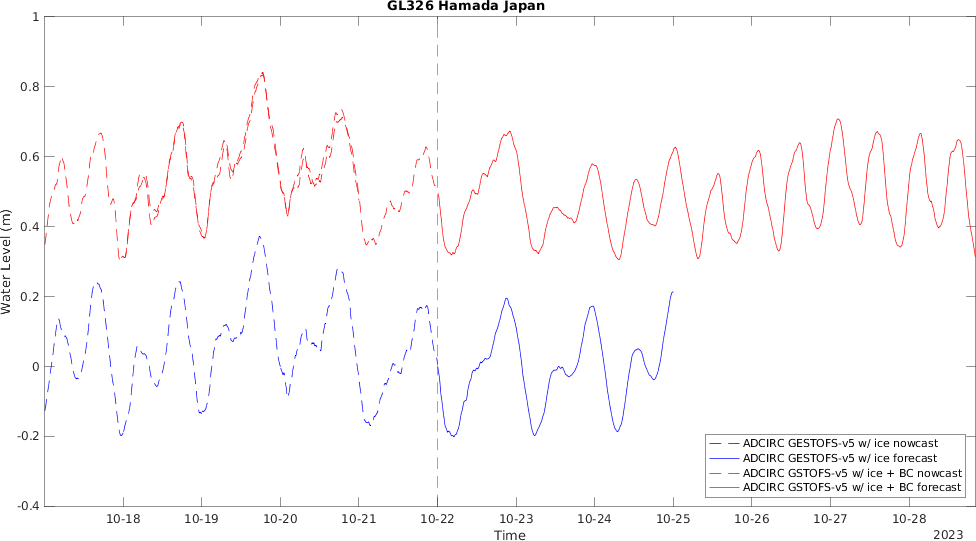 GL326 Hamada Japan
1
0.8
0.6
0.4
0.2
0
-0.2
-0.4
Water Level (m)
10-18 10-19 10-20 10-21 10-22 10-23 10-24 10-25 10-26 10-27 10-28
Time
2023
ADCIRC GESTOFS-v5 w/ ice nowcast
ADCIRC GESTOFS-v5 w/ ice forecast
ADCIRC GSTOFS-v5 w/ ice + BC nowcast
ADCIRC GSTOFS-v5 w/ ice + BC forecast